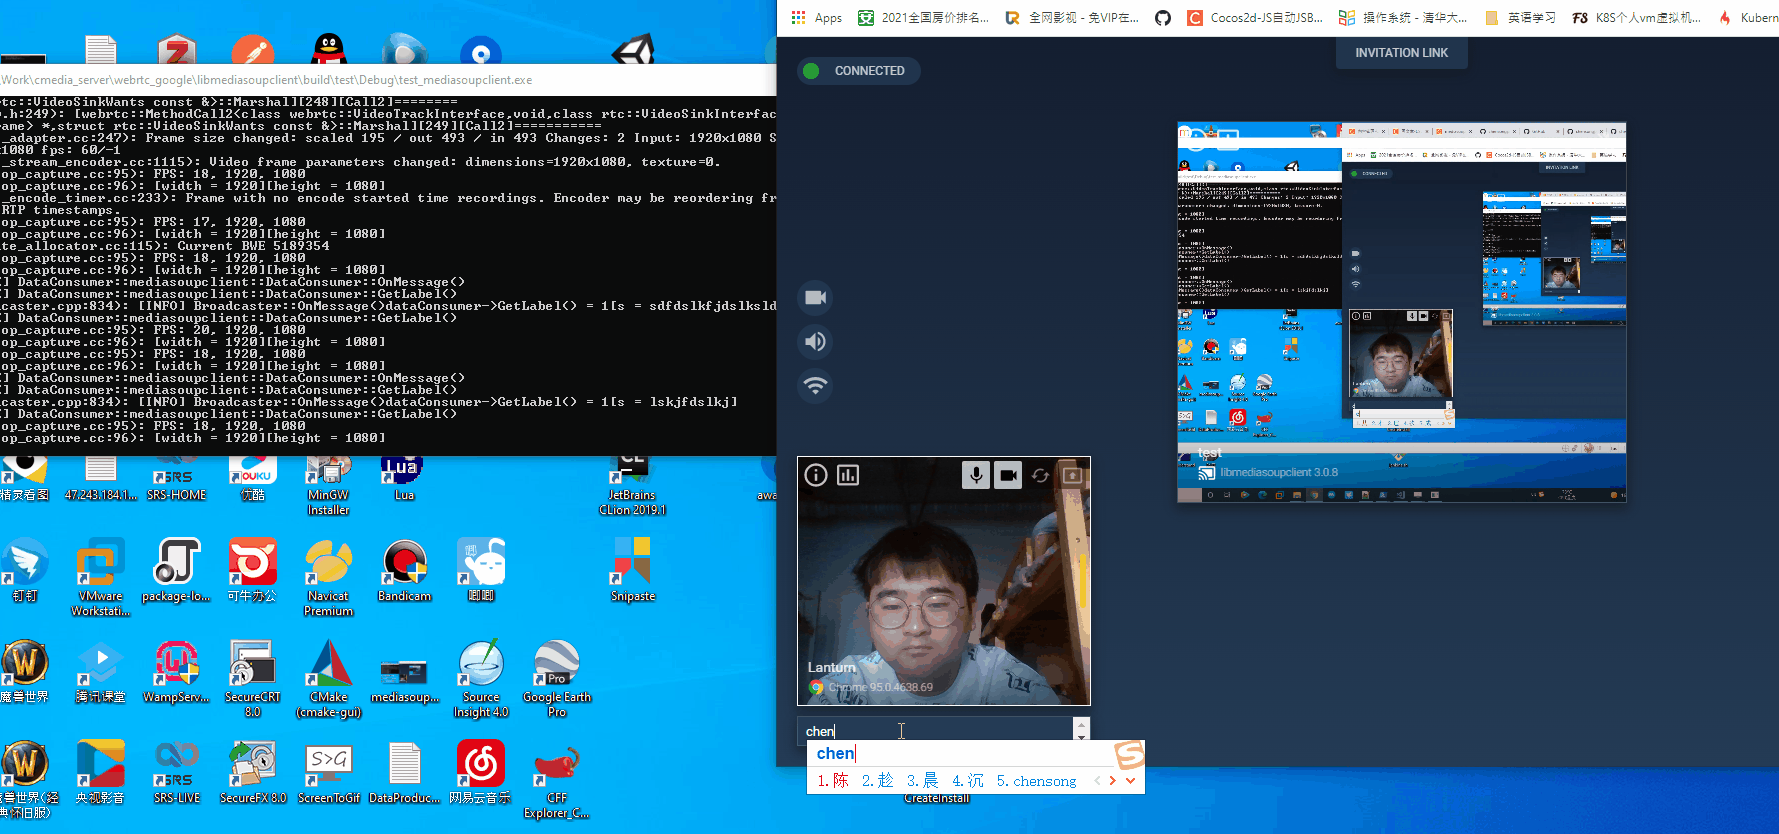 Apps
2021全国房价排名...
全网影视 - 免VIP在...
Cocos2d-JS自动JSB...
操作系统 - 清华大...
英语学习
K8S个人vm虚拟机...
Kubern
INVITATION LINK
CONNECTED
Work\cmedia_server\webrtc_google\libmediasoupclient\build\test\Debug\test_mediasoupclient.exe
rtc::VideoSinkWants const &>::Marshal][248][Call2]========
o.h:249): [webrtc::MethodCall2<class webrtc::VideoTrackInterface,void,class rtc::VideoSinkInterfac
rame> *,struct rtc::VideoSinkWants const &>::Marshal][249][Call2]===========
_adapter.cc:247): Frame size changed: scaled 195 / out 493 / in 493 Changes: 2 Input: 1920x1080 S
x1080 fps: 60/-1
_stream_encoder.cc:1115): Video frame parameters changed: dimensions=1920x1080, texture=0.
op_capture.cc:95): FPS: 18, 1920, 1080
op_capture.cc:96): [width = 1920][height = 1080]
_encode_timer.cc:233): Frame with no encode started time recordings. Encoder may be reordering fr
RTP timestamps.
op_capture.cc:95): FPS: 17, 1920, 1080
op_capture.cc:96): [width = 1920][height = 1080]
te_allocator.cc:115): Current BWE 5189354
op_capture.cc:95): FPS: 18, 1920, 1080
op_capture.cc:96): [width = 1920][height = 1080]
] DataConsumer::mediasoupclient::DataConsumer::OnMessage()
] DataConsumer::mediasoupclient::DataConsumer::GetLabel()
caster.cpp:834): [INFO] Broadcaster::OnMessage()dataConsumer->GetLabel() = 1[s = sdfdslkfjdslksld
] DataConsumer::mediasoupclient::DataConsumer::GetLabel()
op_capture.cc:95): FPS: 20, 1920, 1080
op_capture.cc:96): [width = 1920][height = 1080]
op_capture.cc:95): FPS: 18, 1920, 1080
op_capture.cc:96): [width = 1920][height = 1080]
] DataConsumer::mediasoupclient::DataConsumer::OnMessage()
] DataConsumer::mediasoupclient::DataConsumer::GetLabel()
caster.cpp:834): [INFO] Broadcaster::OnMessage()dataConsumer->GetLabel() = 1[s = lskjfdslkj]
] DataConsumer::mediasoupclient::DataConsumer::GetLabel()
op_capture.cc:95): FPS: 18, 1920, 1080
op_capture.cc:96): [width = 1920][height = 1080]
test
libmediasoupclient 3.0.8
精灵看图
47.243.184.1...
SRS-HOME
优酷
MinGW
Installer
Lua
JetBrains
CLion 2019.1
awa
钉钉
VMware
Workstati...
package-lo...
可牛办公
Navicat
Premium
Bandicam
唧唧
Snipaste
魔兽世界
腾讯课堂
WampServ...
SecureCRT
8.0
CMake
(cmake-gui)
mediasoup...
Source
Insight 4.0
Google Earth
Pro
魔兽世界(经
典怀旧服)
央视影音
SRS-LIVE
SecureFX 8.0
ScreenToGif
DataProduc...
网易云音乐
CFF
Explorer_C...
Lanturn
Chrome 95.0.4638.69
chen
chen
1.陈 2.趁 3.晨 4.沉 5.chensong
CreateInstall